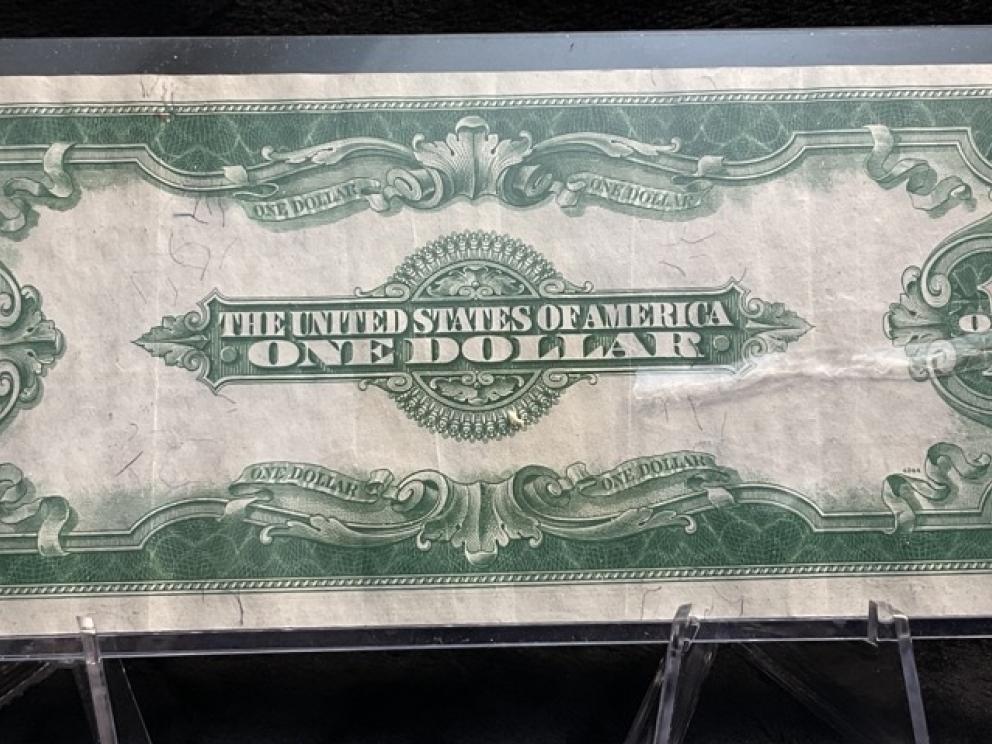 ONE DOLLAR ONE DOLLAR
THE UNITED STATES OF AMERICA
ONE DOLLAR
ONE DOLLAR ONE DOLLAR